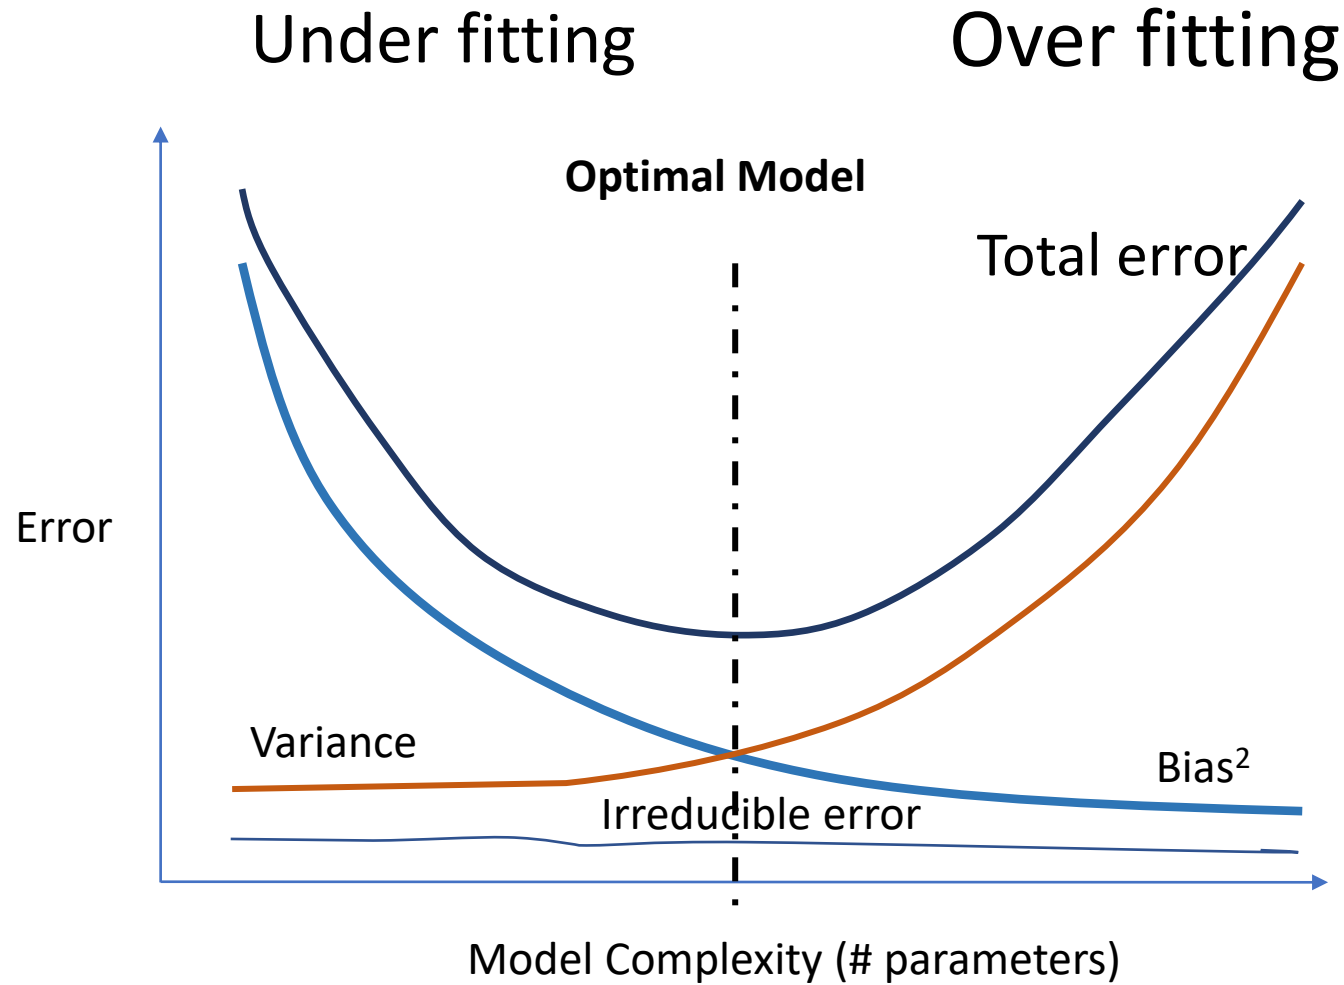 Under fitting
Over fitting
Optimal Model
Total error
Error
Variance
Bias²
Irreducible error
Model Complexity (# parameters)